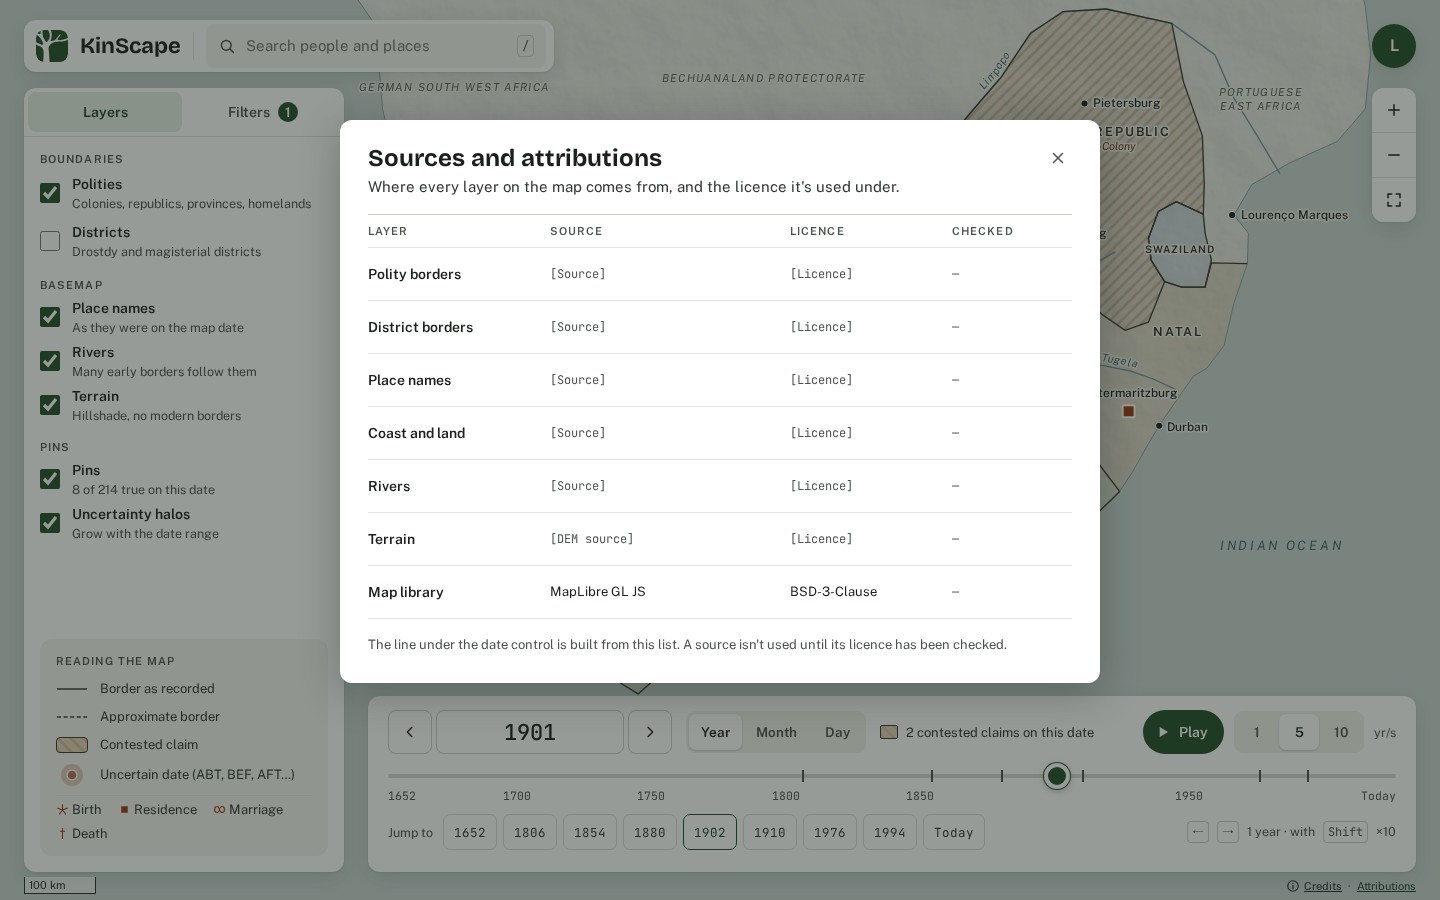 KinScape
Search people and places
/
L
Layers
Filters 1
BOUNDARIES
Polities
Colonies, republics, provinces, homelands
Districts
Drostdy and magisterial districts
BASEMAP
Place names
As they were on the map date
Rivers
Many early borders follow them
Terrain
Hillshade, no modern borders
PINS
Pins
8 of 214 true on this date
Uncertainty halos
Grow with the date range
READING THE MAP
Border as recorded
Approximate border
Contested claim
Uncertain date (ABT, BEF, AFT…)
Birth
Residence
Marriage
Death
100 km
GERMAN SOUTH WEST AFRICA
BECHUANALAND PROTECTORATE
Limpopo
Pietersburg
PORTUGUESE
EAST AFRICA
REPUBLIC
Colony
Lourenço Marques
g
SWAZILAND
NATAL
Tugela
termaritzburg
Durban
INDIAN OCEAN
+
−
Sources and attributions
Where every layer on the map comes from, and the licence it's used under.
LAYER SOURCE LICENCE CHECKED
Polity borders [Source] [Licence] —
District borders [Source] [Licence] —
Place names [Source] [Licence] —
Coast and land [Source] [Licence] —
Rivers [Source] [Licence] —
Terrain [DEM source] [Licence] —
Map library MapLibre GL JS BSD-3-Clause —
The line under the date control is built from this list. A source isn't used until its licence has been checked.
1901
Year Month Day
2 contested claims on this date
Play
1 5 10 yr/s
1652 1700 1750 1800 1850 1950 Today
Jump to 1652 1806 1854 1880 1902 1910 1976 1994 Today
← → 1 year · with Shift ×10
Credits · Attributions